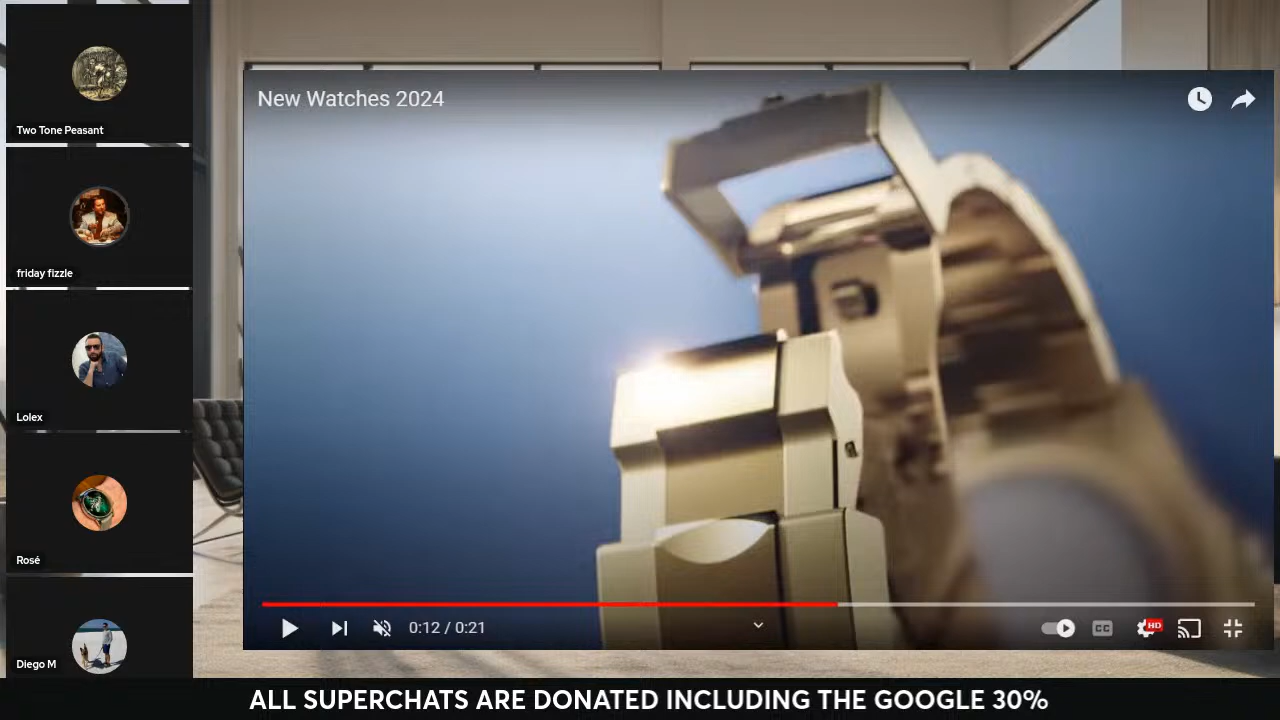 Two Tone Peasant
friday fizzle
Lolex
Rosé
Diego M
New Watches 2024
0:12 / 0:21
CC
HD
ALL SUPERCHATS ARE DONATED INCLUDING THE GOOGLE 30%